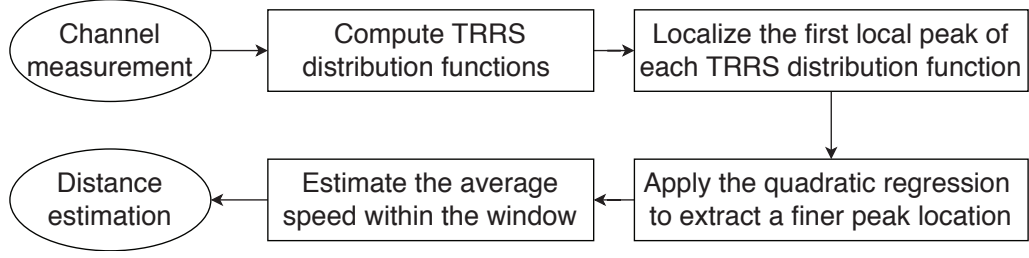 Channel
measurement
Compute TRRS
distribution functions
Localize the first local peak of
each TRRS distribution function
Apply the quadratic regression
to extract a finer peak location
Estimate the average
speed within the window
Distance
estimation